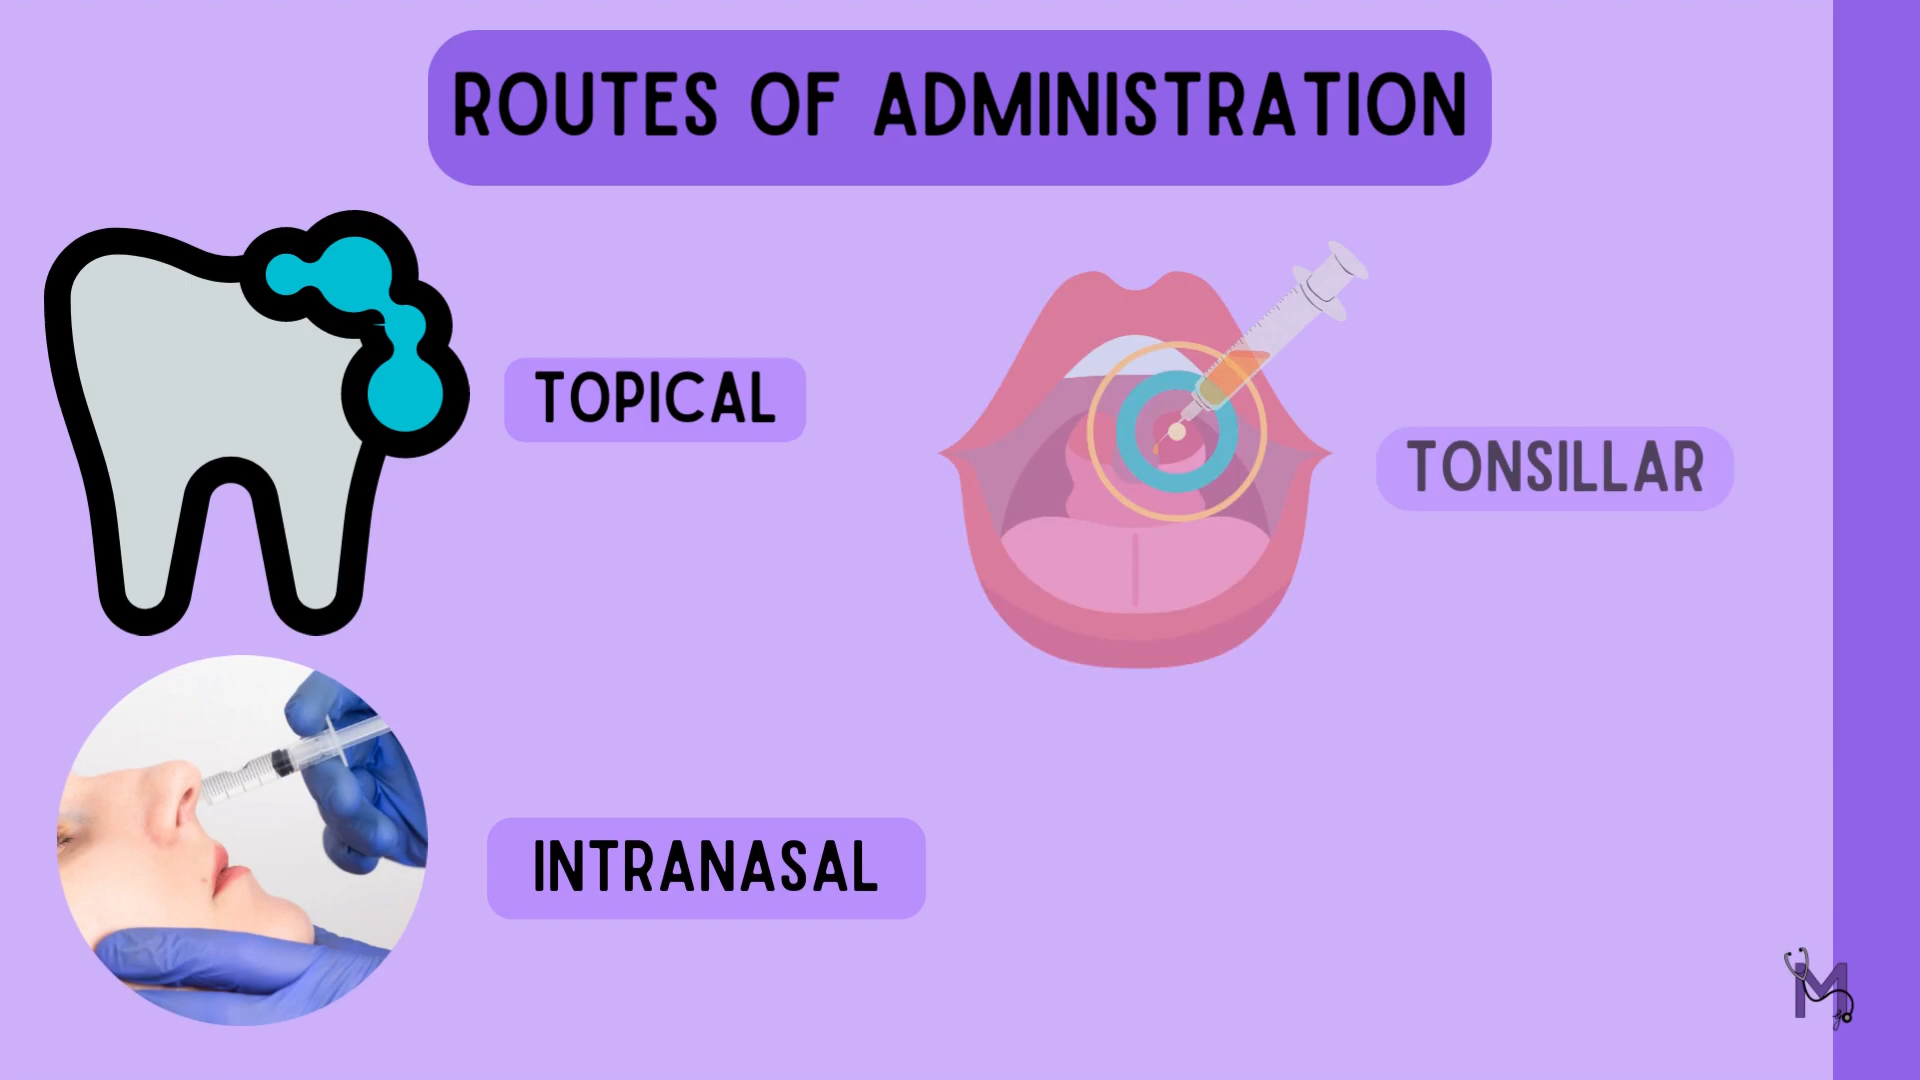 ROUTES OF ADMINISTRATION
TOPICAL
TONSILLAR
INTRANASAL
M